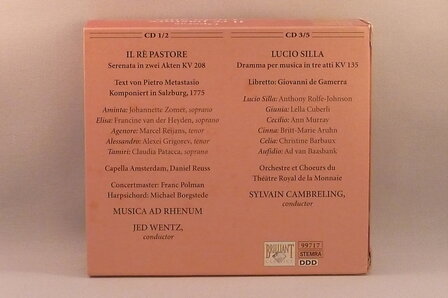 CD 1/2
IL RÈ PASTORE
Serenata in zwei Akten KV 208
Text von Pietro Metastasio
Komponiert in Salzburg, 1775
Aminta: Johannette Zomer, soprano
Elisa: Francine van der Heyden, soprano
Agenore: Marcel Reijans, tenor
Alessandro: Alexei Grigorev, tenor
Tamiri: Claudia Patacca, soprano
Capella Amsterdam, Daniel Reuss
Concertmaster: Franc Polman
Harpsichord: Michael Borgstede
MUSICA AD RHENUM
JED WENTZ,
conductor
CD 3/5
LUCIO SILLA
Dramma per musica in tre atti KV 135
Libretto: Giovanni de Gamerra
Lucio Silla: Anthony Rolfe-Johnson
Giunia: Lella Cuberli
Cecilio: Ann Murray
Cinna: Britt-Marie Aruhn
Celia: Christine Barbaux
Aufidio: Ad van Baasbank
Orchestre et Choeurs du
Théâtre Royal de la Monnaie
SYLVAIN CAMBRELING,
conductor
BRILLIANT
99717
STEMRA
DDD